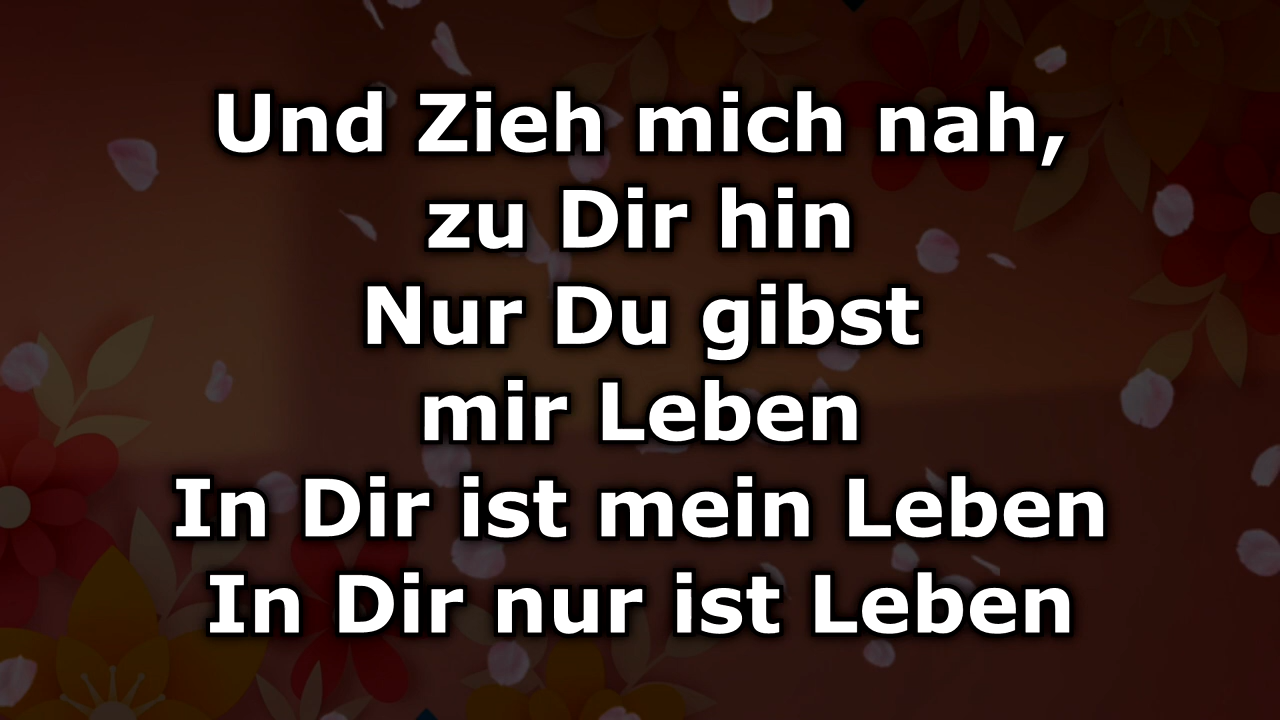 Und Zieh mich nah,
zu Dir hin
Nur Du gibst
mir Leben
In Dir ist mein Leben
In Dir nur ist Leben